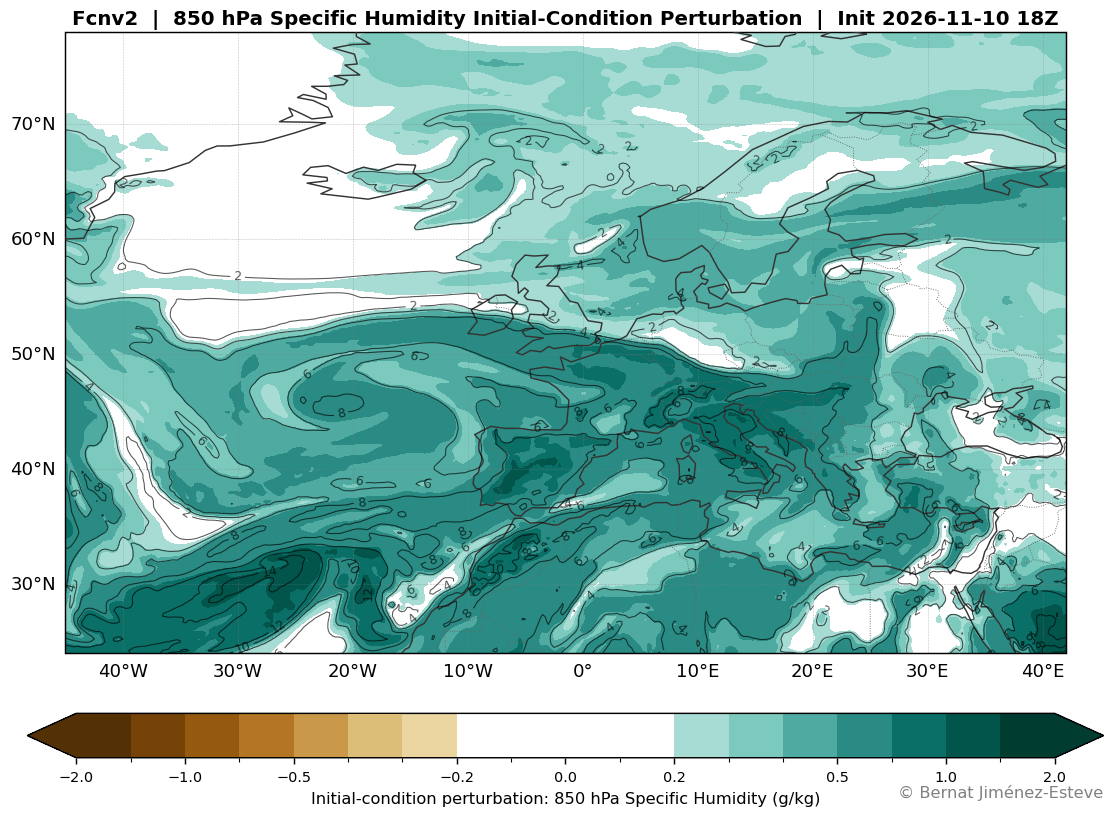 Fcnv2 | 850 hPa Specific Humidity Initial-Condition Perturbation | Init 2026-11-10 18Z
70°N
60°N
50°N
40°N
30°N
40°W 30°W 20°W 10°W 0° 10°E 20°E 30°E 40°E
−2.0 −1.0 −0.5 −0.2 0.0 0.2 0.5 1.0 2.0
Initial-condition perturbation: 850 hPa Specific Humidity (g/kg)
© Bernat Jiménez-Esteve